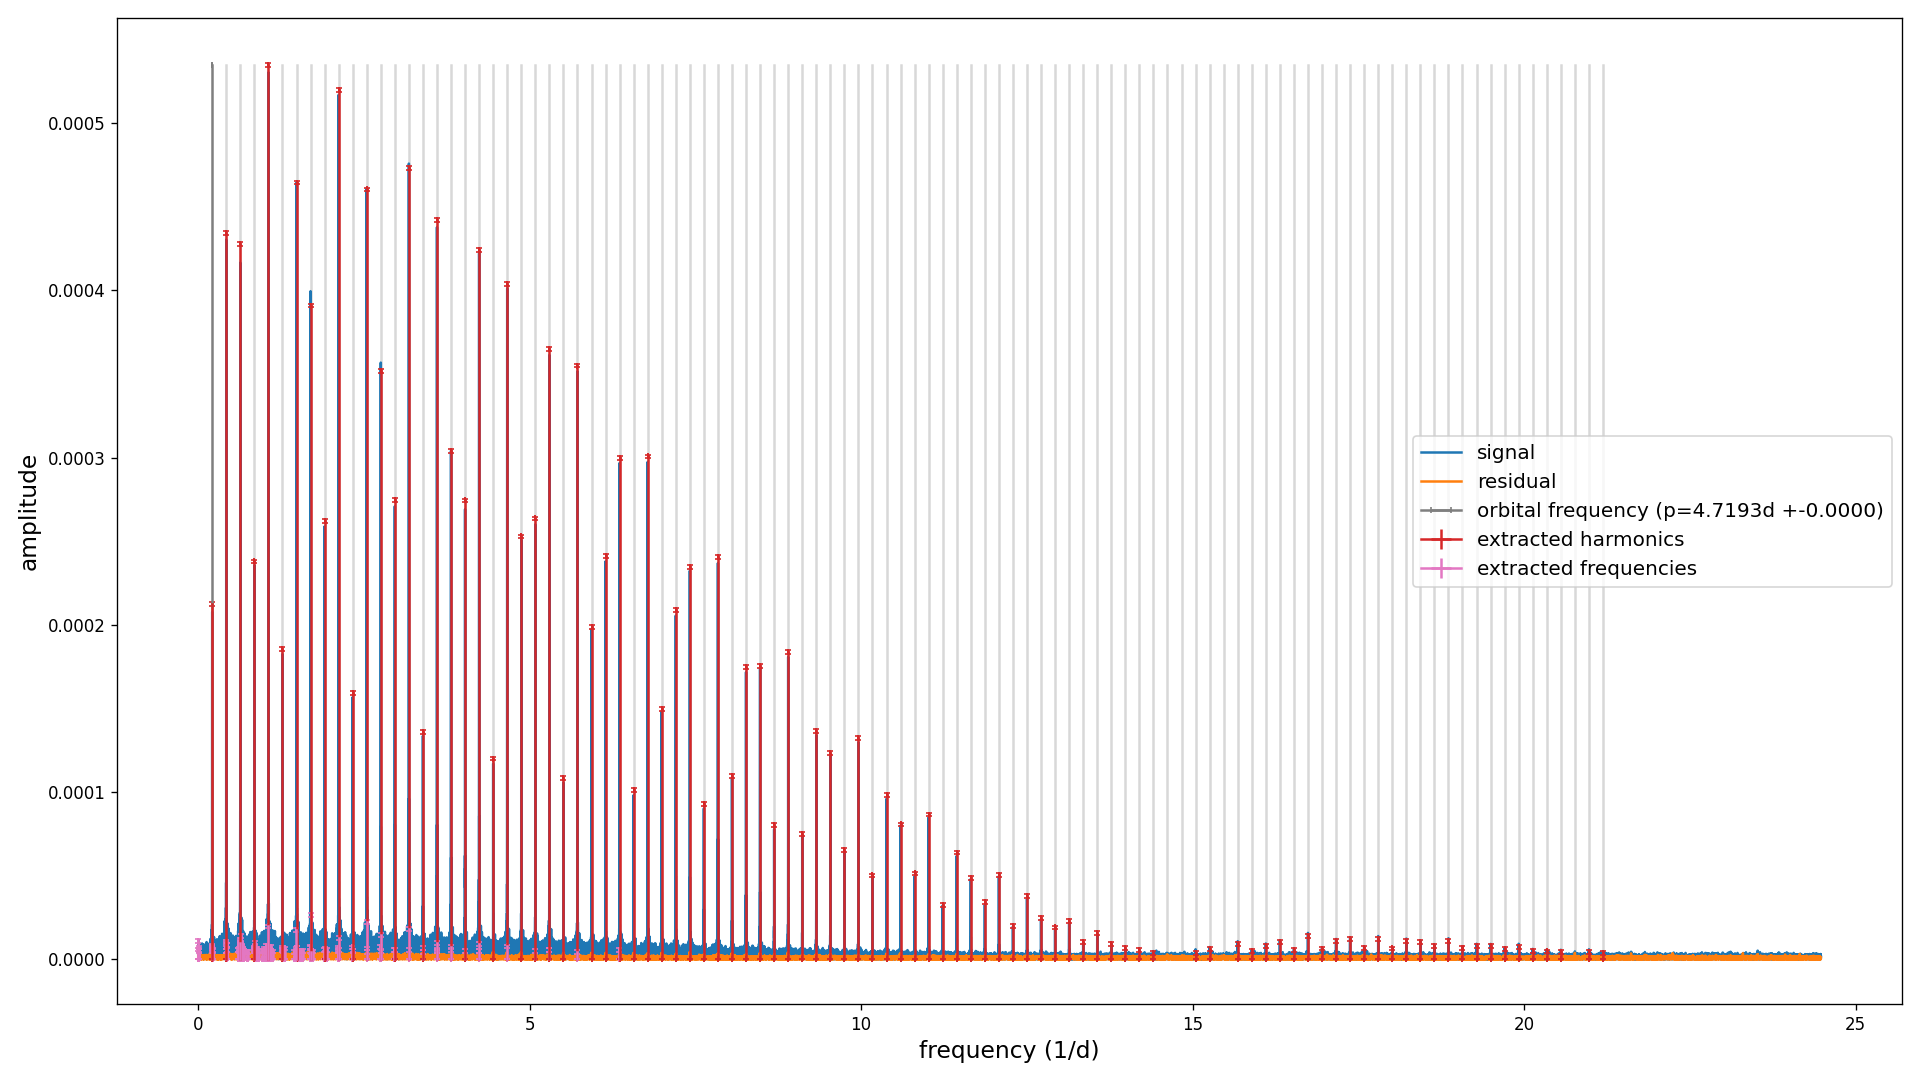 0.0005
0.0004
0.0003
0.0002
0.0001
0.0000
amplitude
0
5
10
15
20
25
frequency (1/d)
signal
residual
orbital frequency (p=4.7193d +-0.0000)
extracted harmonics
extracted frequencies